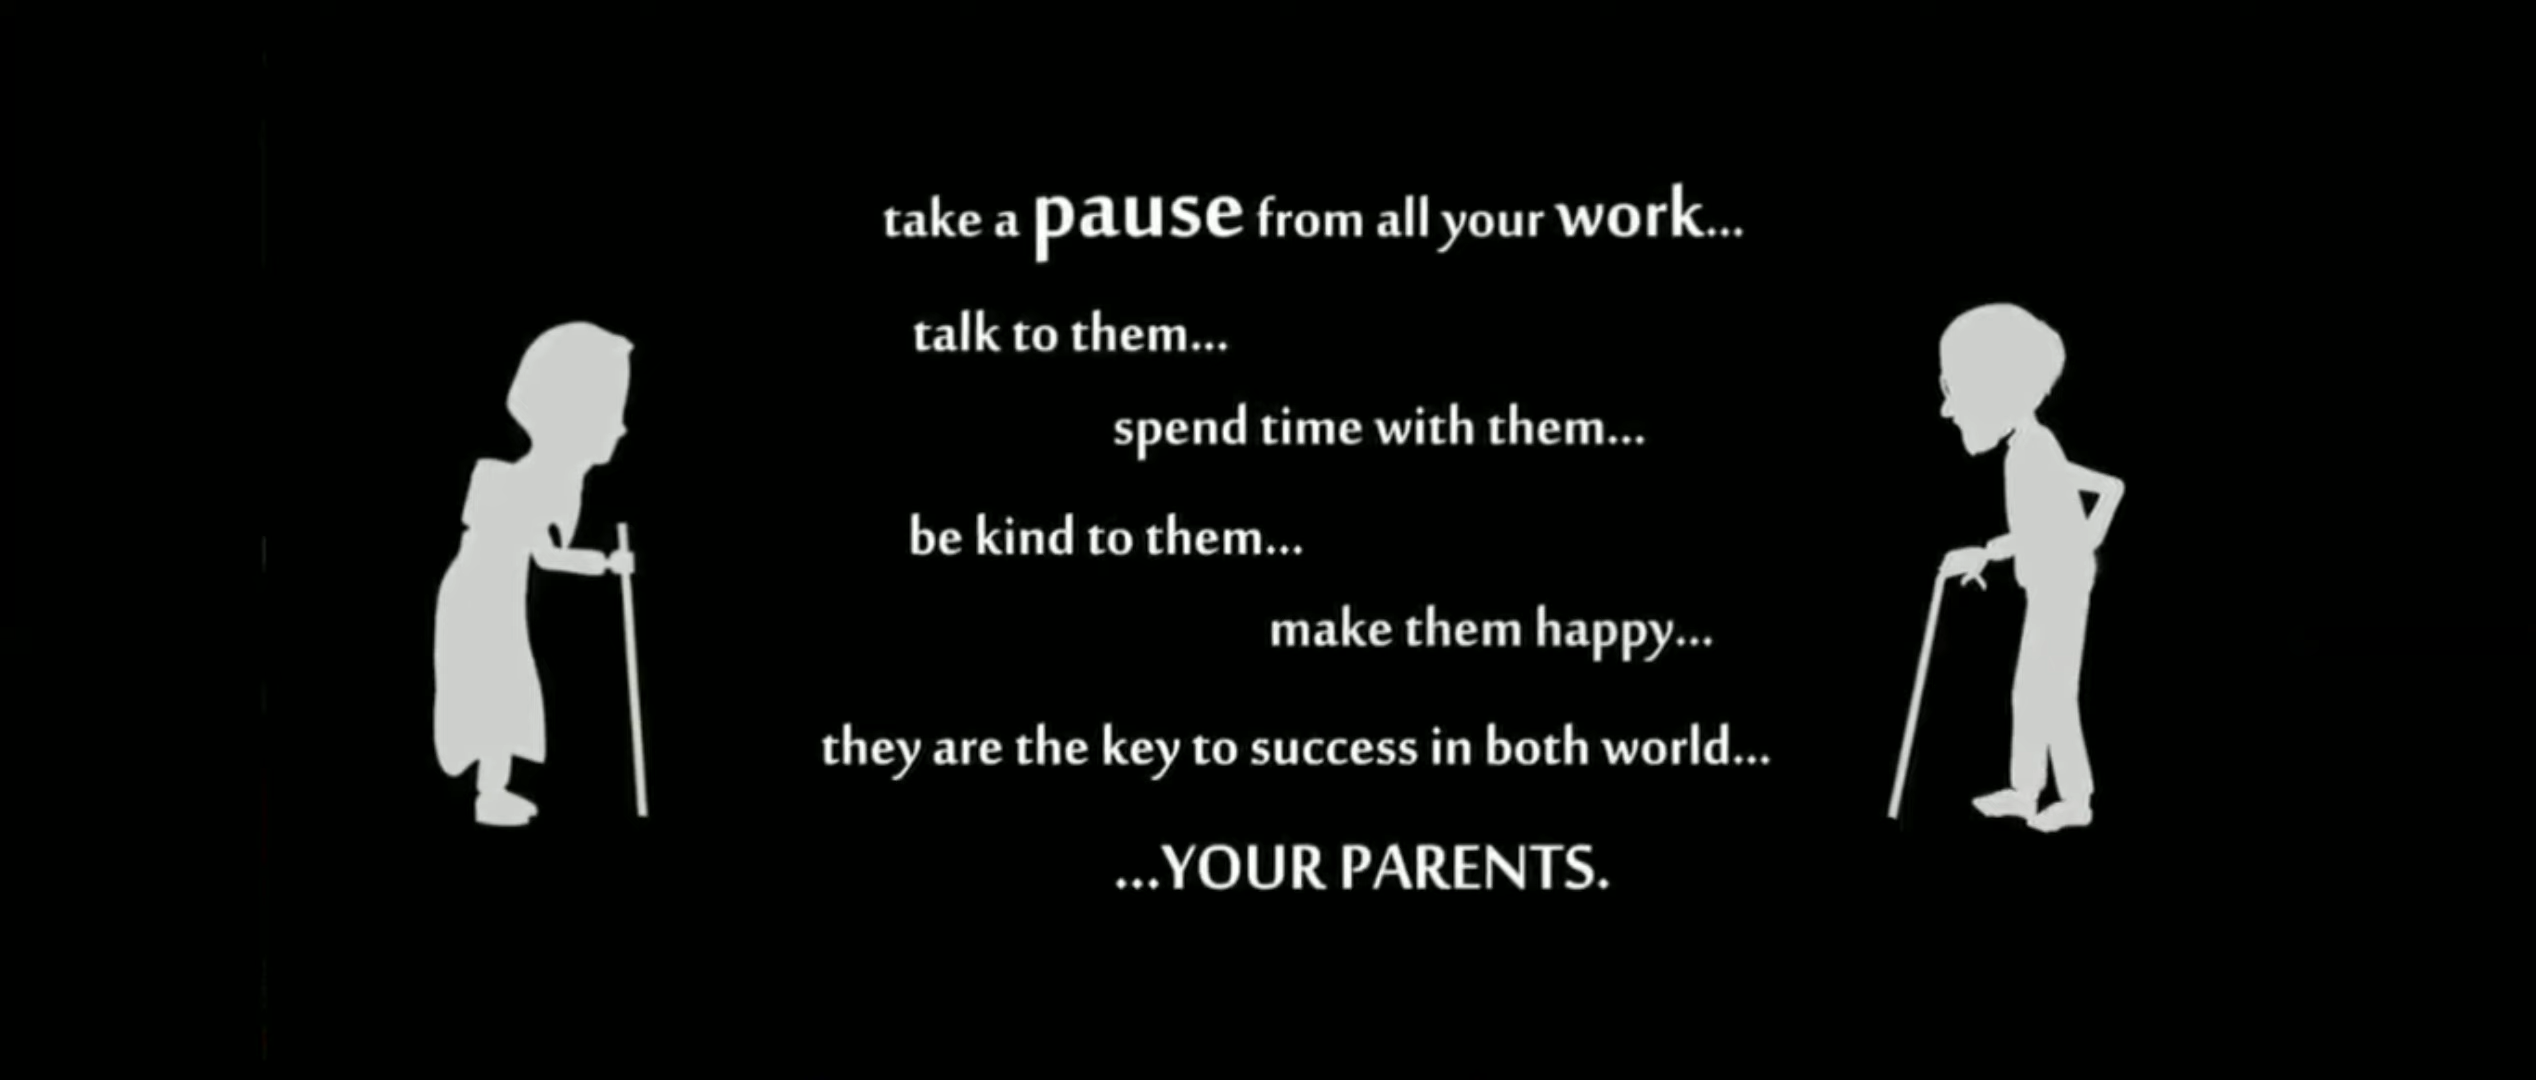 take a pause from all your work...
talk to them...
spend time with them...
be kind to them...
make them happy...
they are the key to success in both world...
...YOUR PARENTS.